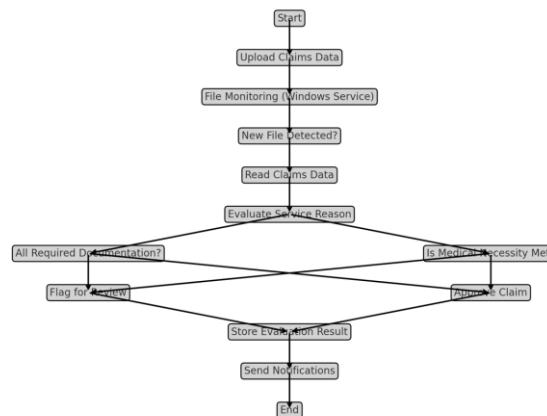 Start
Upload Claims Data
File Monitoring (Windows Service)
New File Detected?
Read Claims Data
Evaluate Service Reason
All Required Documentation?
Is Medical Necessity Met
Flag for Review
Approve Claim
Store Evaluation Result
Send Notifications
End